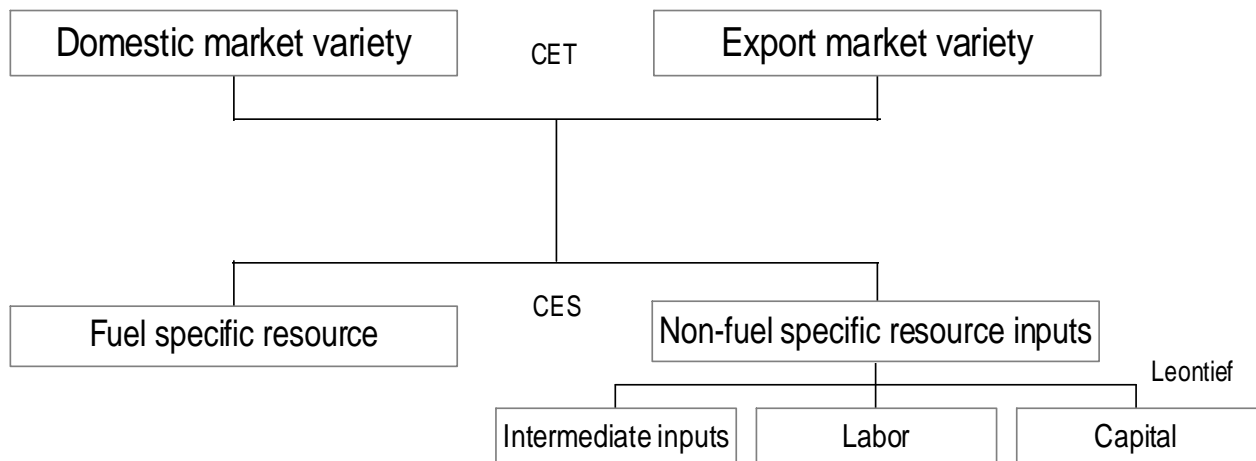 Domestic market variety
CET
Export market variety
Fuel specific resource
CES
Non-fuel specific resource inputs
Leontief
Intermediate inputs
Labor
Capital